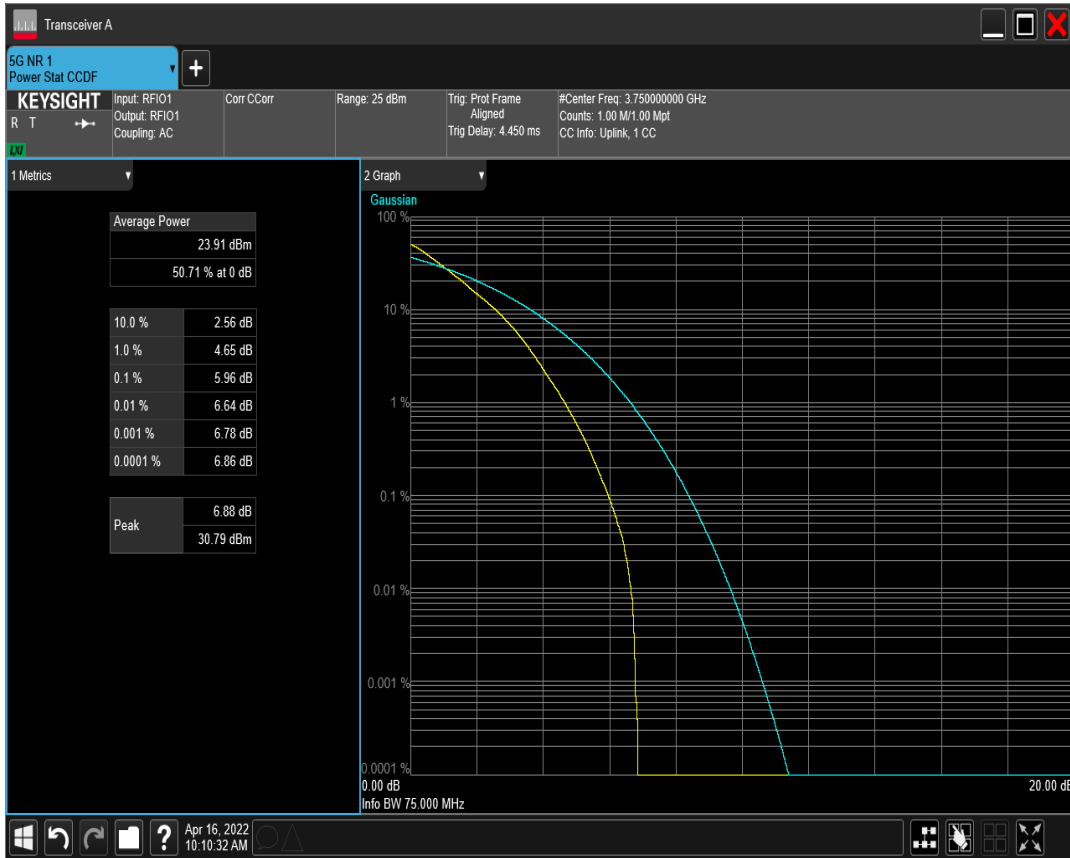 Transceiver A
5G NR 1
Power Stat CCDF
+
KEYSIGHT
R T
LXI
Input: RFIO1
Output: RFIO1
Coupling: AC
Corr CCorr
Range: 25 dBm
Trig: Prot Frame
Aligned
Trig Delay: 4.450 ms
#Center Freq: 3.750000000 GHz
Counts: 1.00 M/1.00 Mpt
CC Info: Uplink, 1 CC
1 Metrics
Average Power
23.91 dBm
50.71 % at 0 dB
10.0 % 2.56 dB
1.0 % 4.65 dB
0.1 % 5.96 dB
0.01 % 6.64 dB
0.001 % 6.78 dB
0.0001 % 6.86 dB
Peak 6.88 dB
30.79 dBm
2 Graph
Gaussian
100 %
10 %
1 %
0.1 %
0.01 %
0.001 %
0.0001 %
0.00 dB 20.00 dB
Info BW 75.000 MHz
?
Apr 16, 2022
10:10:32 AM